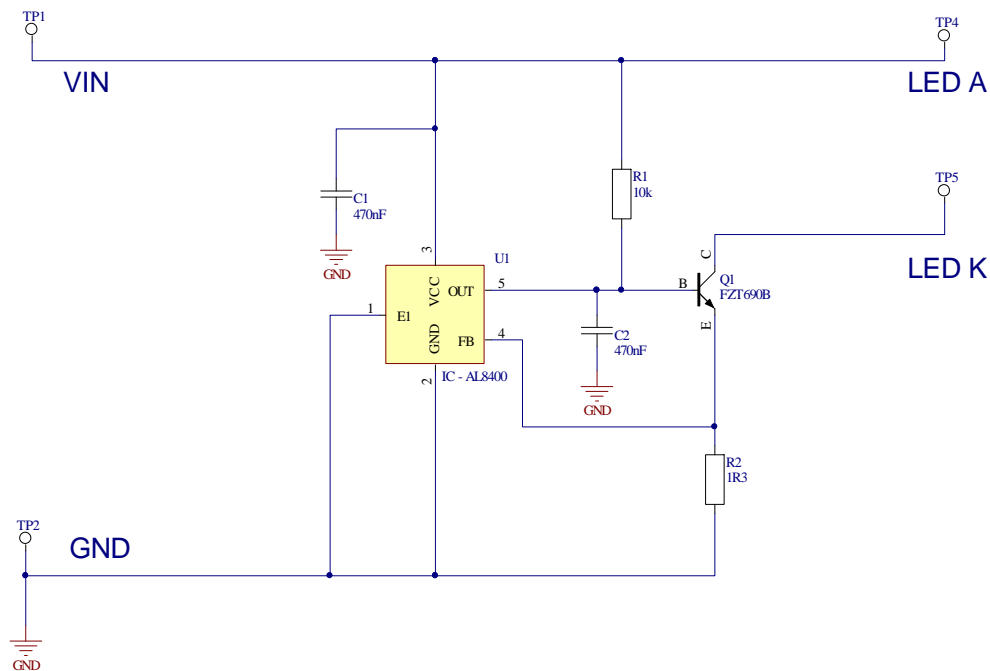 TP1
TP4
VIN
LED A
R1
10k
TP5
C1
470nF
GND
3
U1
C
LED K
VCC
OUT
5
B
Q1
FZT690B
1
E1
GND
FB
4
C2
470nF
E
2
IC - AL8400
GND
R2
1R3
TP2
GND
GND